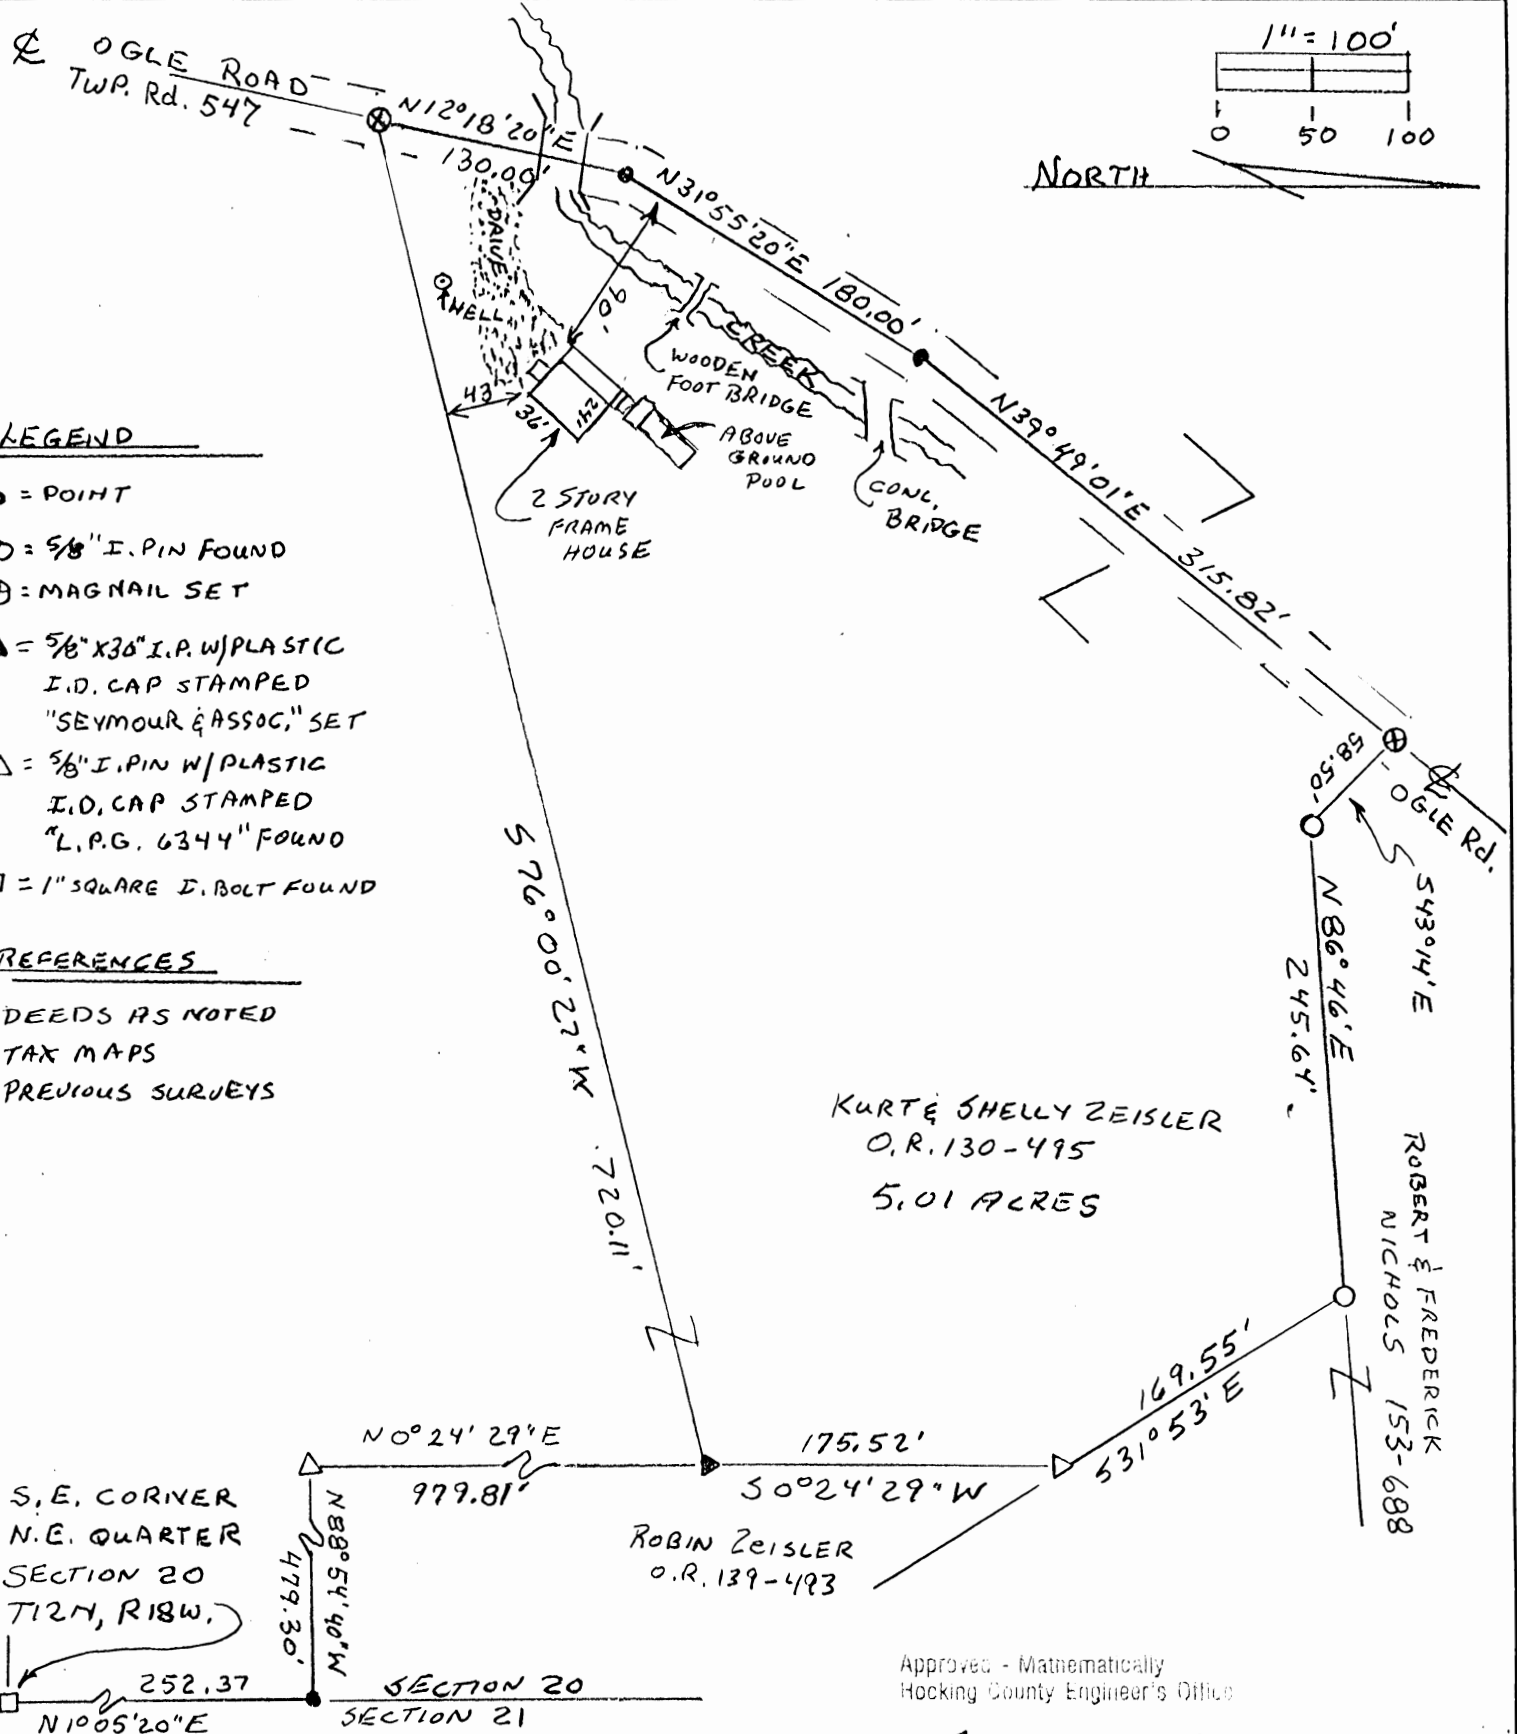 ℄ OGLE ROAD
TWP. Rd. 547
N12°18'20"E
130.00'
1"=100'
0 50 100
NORTH
N31°55'20"E 180.00'
DRIVE
WELL
90'
CREEK
WOODEN
FOOT BRIDGE
43'
36'
24'
ABOVE
GROUND
POOL
2 STORY
FRAME
HOUSE
CONC.
BRIDGE
N39°49'01"E 315.82'
LEGEND
= POINT
= 5/8" I. PIN FOUND
= MAGNAIL SET
= 5/8"X30" I.P. W/PLASTIC
I.D. CAP STAMPED
"SEYMOUR & ASSOC." SET
= 5/8" I. PIN W/PLASTIC
I.D. CAP STAMPED
"L.P.G. 6344" FOUND
= 1" SQUARE I. BOLT FOUND
REFERENCES
DEEDS AS NOTED
TAX MAPS
PREVIOUS SURVEYS
58.50'
℄
OGLE Rd.
S43°14'E
N86°46'E
245.64'
S76°00'22"W 720.11'
KURT & SHELLY ZEISLER
O.R. 130-495
5.01 ACRES
ROBERT & FREDERICK
NICHOLS 153-688
169.55'
S31°53'E
N0°24'29"E
979.81'
175.52'
S0°24'29"W
ROBIN ZEISLER
O.R. 139-493
S.E. CORNER
N.E. QUARTER
SECTION 20
T12N, R18W.
N88°54'40"W
479.30'
252.37
N1°05'20"E
SECTION 20
SECTION 21
Approved - Mathematically
Hocking County Engineer's Office